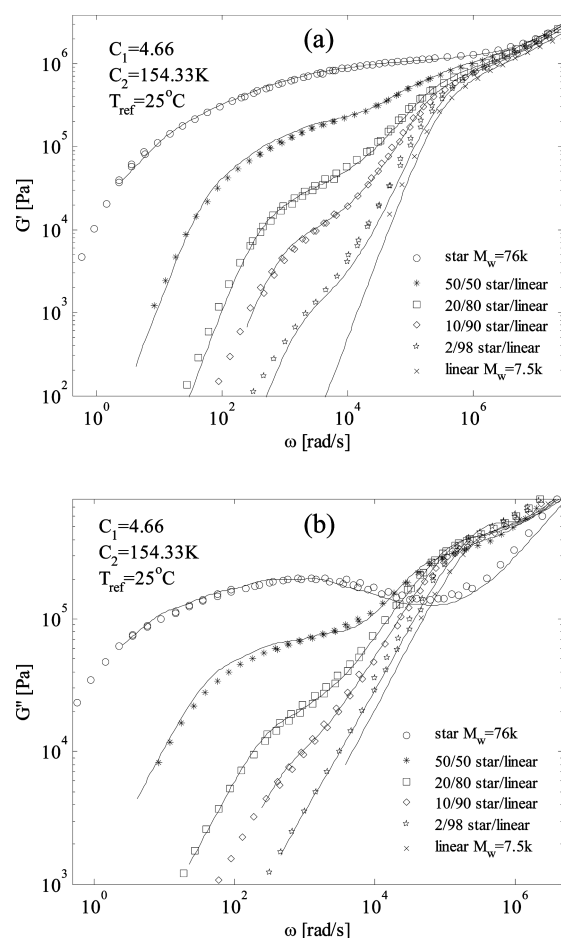 (a)
C1=4.66
C2=154.33K
Tref=25°C
G' [Pa]
10^6
10^5
10^4
10^3
10^2
star Mw=76k
50/50 star/linear
20/80 star/linear
10/90 star/linear
2/98 star/linear
linear Mw=7.5k
10^0 10^2 10^4 10^6
ω [rad/s]
(b)
C1=4.66
C2=154.33K
Tref=25°C
G" [Pa]
10^5
10^4
10^3
star Mw=76k
50/50 star/linear
20/80 star/linear
10/90 star/linear
2/98 star/linear
linear Mw=7.5k
10^0 10^2 10^4 10^6
ω [rad/s]